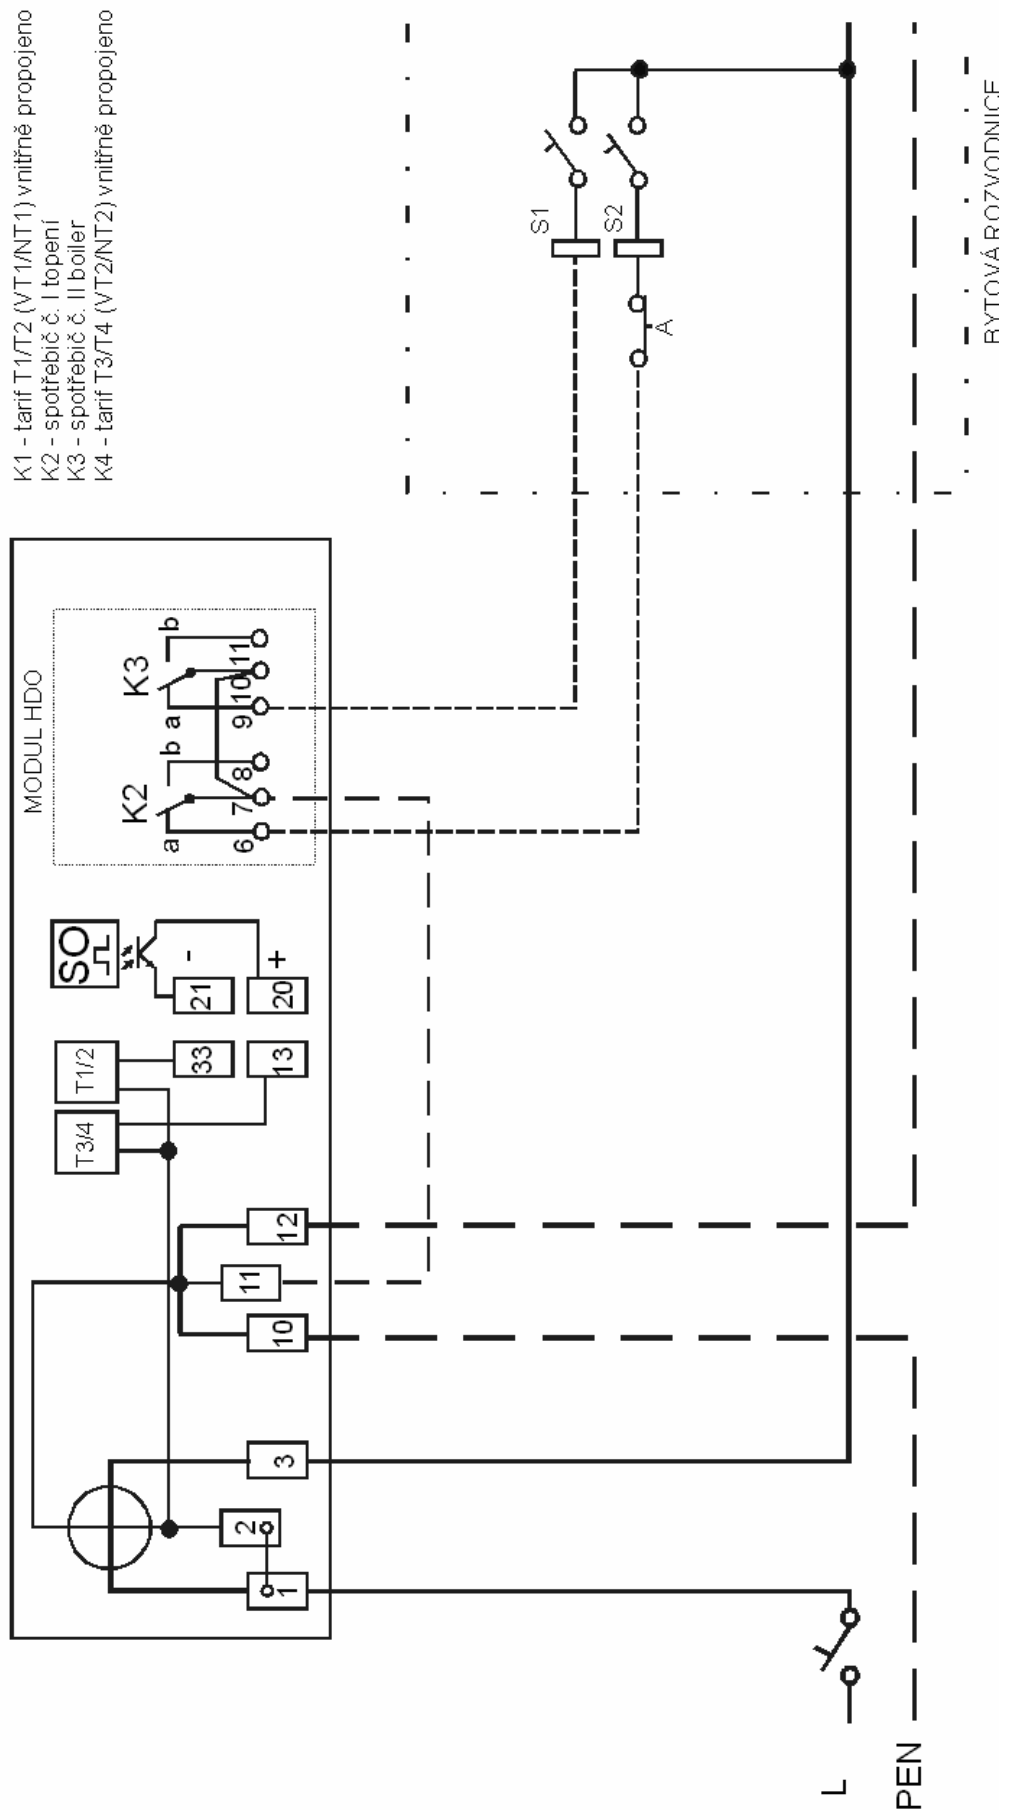 K1 - tarif T1/T2 (VT1/NT1) vnitřně propojeno
K2 - spotřebič č. I topení
K3 - spotřebič č. II boiler
K4 - tarif T3/T4 (VT2/NT2) vnitřně propojeno
MODUL HDO
K2
K3
a
b
a
b
6
7
8
9
10
11
SO
-
+
21
20
T1/2
T3/4
33
13
12
11
10
3
2
1
S1
S2
A
BYTOVÁ ROZVODNICE
L
PEN